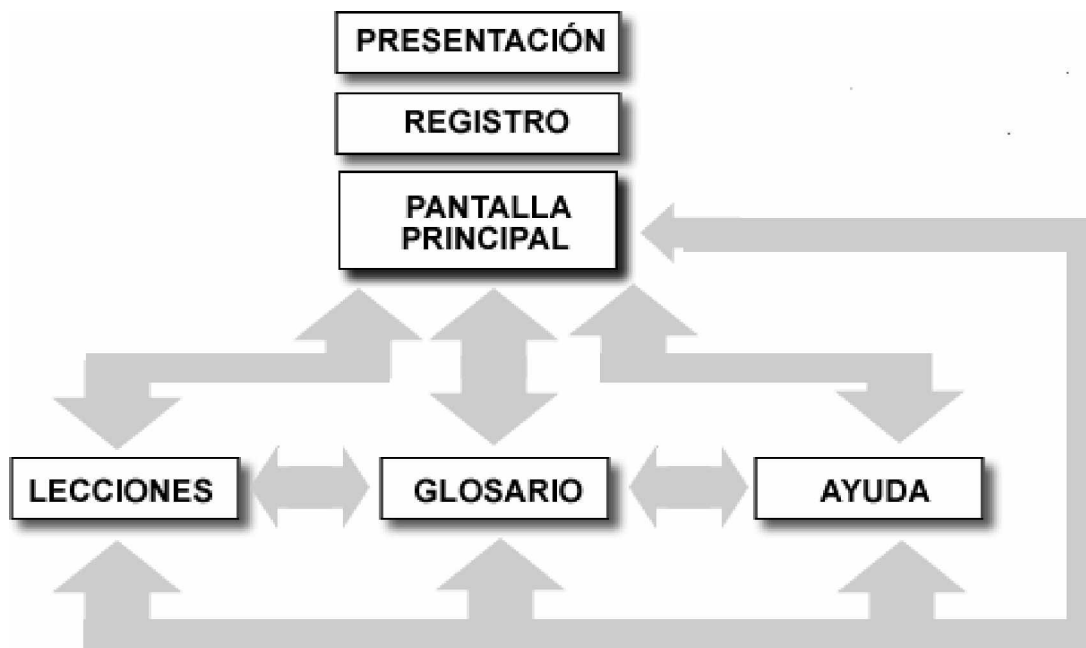 PRESENTACIÓN
REGISTRO
PANTALLA
PRINCIPAL
LECCIONES
GLOSARIO
AYUDA